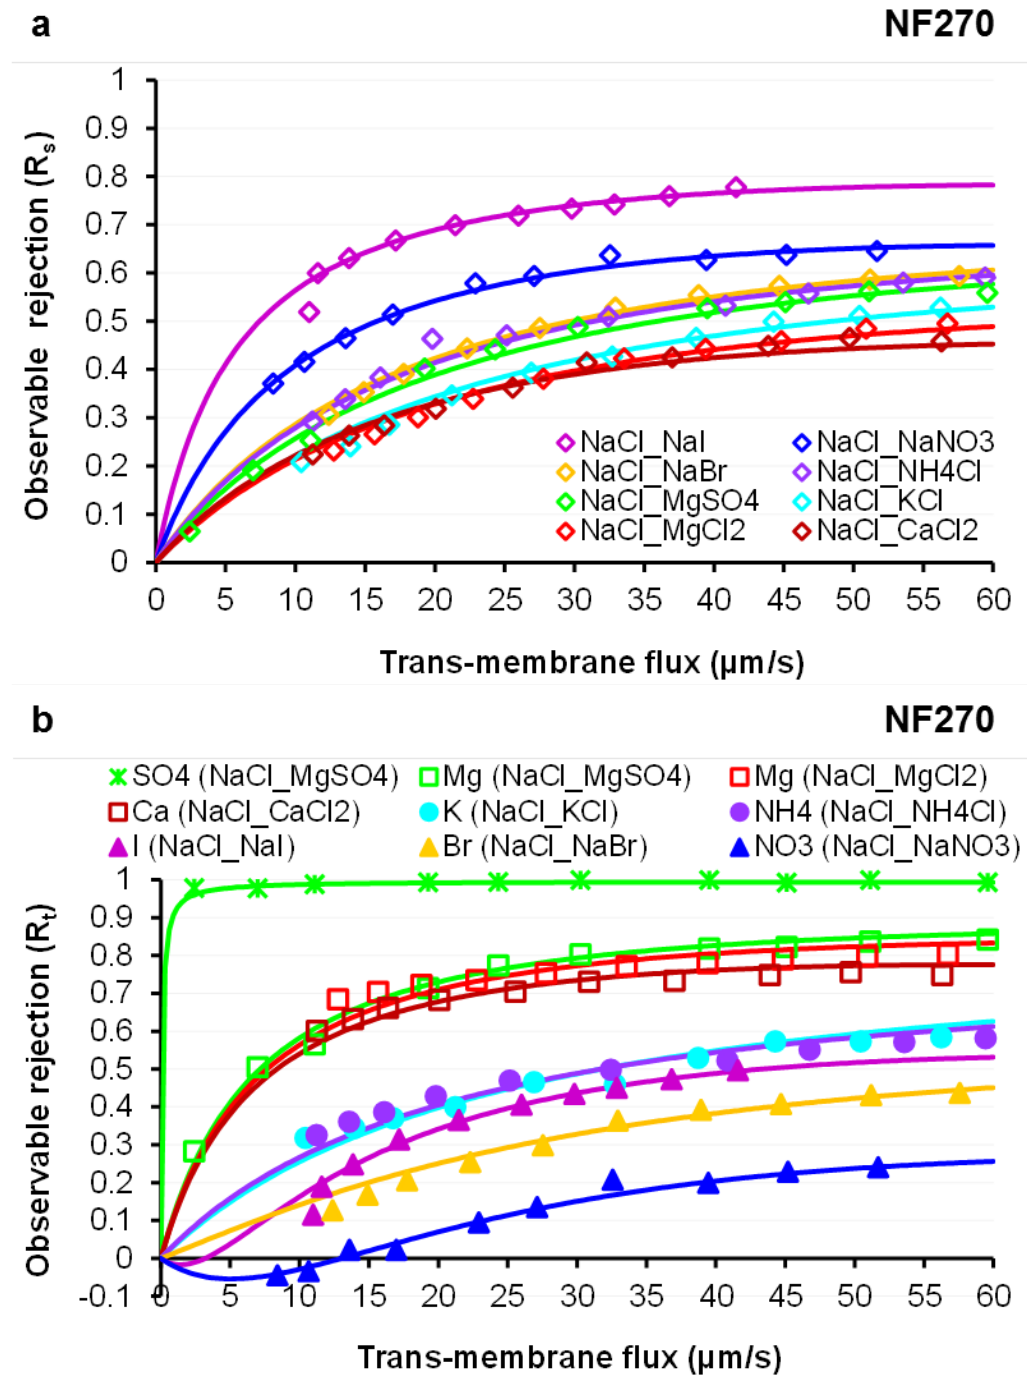 a NF270
Observable rejection (Rs)
1
0.9
0.8
0.7
0.6
0.5
0.4
0.3
0.2
0.1
0
NaCl_NaI NaCl_NaNO3
NaCl_NaBr NaCl_NH4Cl
NaCl_MgSO4 NaCl_KCl
NaCl_MgCl2 NaCl_CaCl2
0 5 10 15 20 25 30 35 40 45 50 55 60
Trans-membrane flux (µm/s)
b NF270
SO4 (NaCl_MgSO4) Mg (NaCl_MgSO4) Mg (NaCl_MgCl2)
Ca (NaCl_CaCl2) K (NaCl_KCl) NH4 (NaCl_NH4Cl)
I (NaCl_NaI) Br (NaCl_NaBr) NO3 (NaCl_NaNO3)
Observable rejection (Rt)
1
0.9
0.8
0.7
0.6
0.5
0.4
0.3
0.2
0.1
0
-0.1
0 5 10 15 20 25 30 35 40 45 50 55 60
Trans-membrane flux (µm/s)